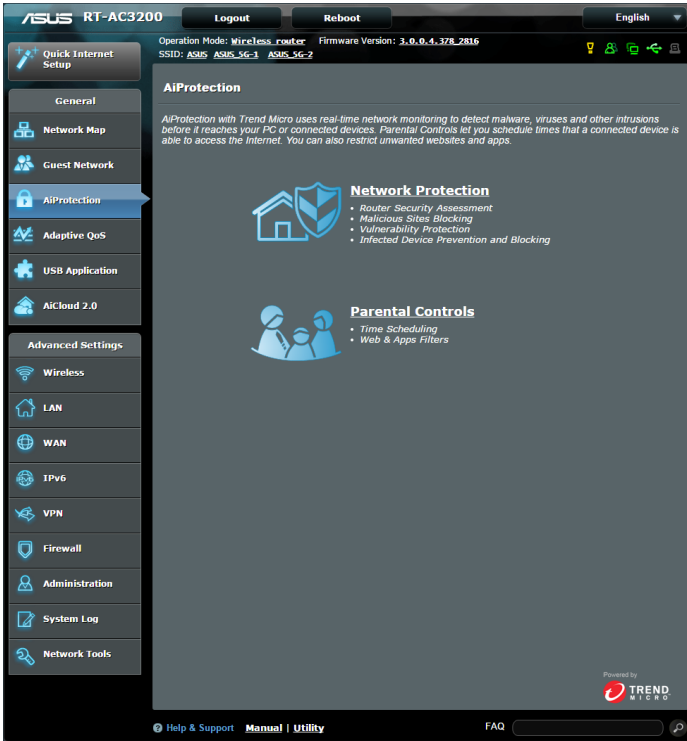 ASUS RT-AC3200 Logout Reboot English
Quick Internet Setup
Operation Mode: Wireless router Firmware Version: 3.0.0.4.378_2816
SSID: ASUS ASUS_5G-1 ASUS_5G-2
General
Network Map
Guest Network
AiProtection
Adaptive QoS
USB Application
AiCloud 2.0
Advanced Settings
Wireless
LAN
WAN
IPv6
VPN
Firewall
Administration
System Log
Network Tools
AiProtection
AiProtection with Trend Micro uses real-time network monitoring to detect malware, viruses and other intrusions
before it reaches your PC or connected devices. Parental Controls let you schedule times that a connected device is
able to access the Internet. You can also restrict unwanted websites and apps.
Network Protection
• Router Security Assessment
• Malicious Sites Blocking
• Vulnerability Protection
• Infected Device Prevention and Blocking
Parental Controls
• Time Scheduling
• Web & Apps Filters
Powered by
TREND
MICRO
Help & Support Manual | Utility FAQ